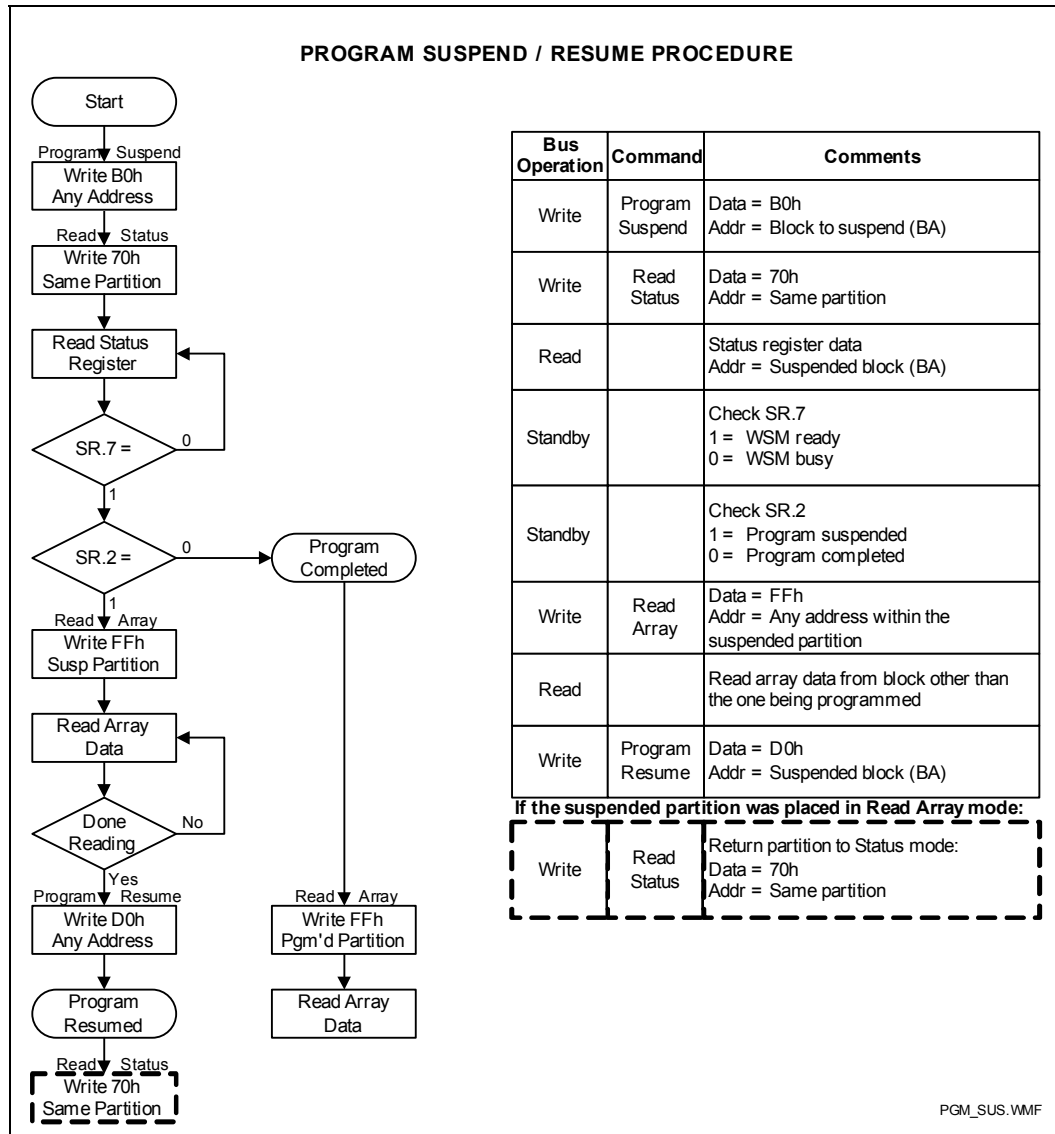 PROGRAM SUSPEND / RESUME PROCEDURE
Start
Program Suspend
Write B0h
Any Address
Read Status
Write 70h
Same Partition
Read Status
Register
SR.7 =
0
1
SR.2 =
0
Program
Completed
1
Read Array
Write FFh
Susp Partition
Read Array
Data
Done
Reading
No
Yes
Program Resume
Write D0h
Any Address
Program
Resumed
Read Status
Write 70h
Same Partition
Read Array
Write FFh
Pgm'd Partition
Read Array
Data
Bus
Operation
Command
Comments
Write
Program
Suspend
Data = B0h
Addr = Block to suspend (BA)
Write
Read
Status
Data = 70h
Addr = Same partition
Read
Status register data
Addr = Suspended block (BA)
Standby
Check SR.7
1 = WSM ready
0 = WSM busy
Standby
Check SR.2
1 = Program suspended
0 = Program completed
Write
Read
Array
Data = FFh
Addr = Any address within the
suspended partition
Read
Read array data from block other than
the one being programmed
Write
Program
Resume
Data = D0h
Addr = Suspended block (BA)
If the suspended partition was placed in Read Array mode:
Write
Read
Status
Return partition to Status mode:
Data = 70h
Addr = Same partition
PGM_SUS.WMF